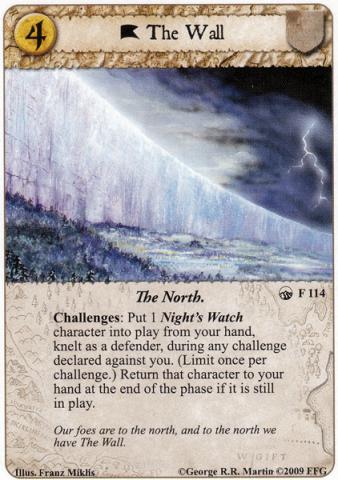 4
The Wall
The North.
F 114
Challenges: Put 1 Night's Watch
character into play from your hand,
knelt as a defender, during any challenge
declared against you. (Limit once per
challenge.) Return that character to your
hand at the end of the phase if it is still
in play.
Our foes are to the north, and to the north we
have The Wall.
GIFT
Illus. Franz Miklis
©George R.R. Martin ©2009 FFG